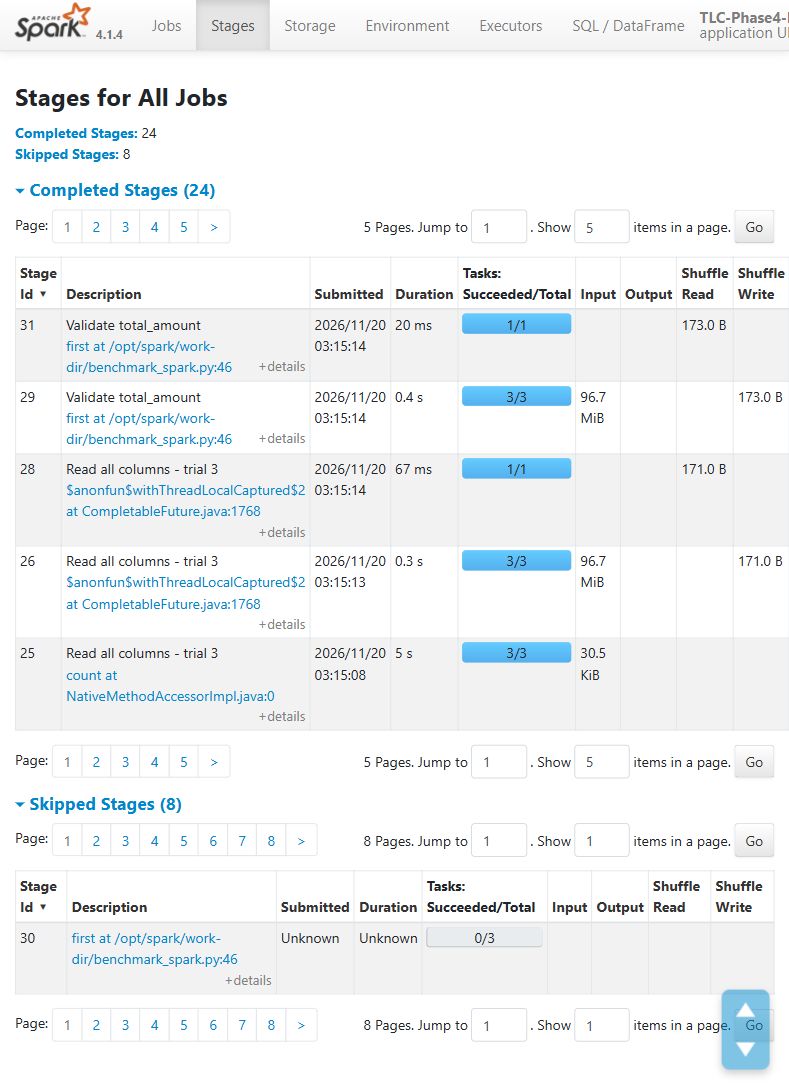 APACHE
Spark 4.1.4 Jobs Stages Storage Environment Executors SQL / DataFrame TLC-Phase4-
application U
Stages for All Jobs
Completed Stages: 24
Skipped Stages: 8
Completed Stages (24)
Page: 1 2 3 4 5 > 5 Pages. Jump to 1 . Show 5 items in a page. Go
Stage Id ▼ Description Submitted Duration Tasks: Succeeded/Total Input Output Shuffle Read Shuffle Write
31 Validate total_amount 2026/11/20 20 ms 1/1 173.0 B
first at /opt/spark/work- 03:15:14
dir/benchmark_spark.py:46 +details
29 Validate total_amount 2026/11/20 0.4 s 3/3 96.7 173.0 B
first at /opt/spark/work- 03:15:14 MiB
dir/benchmark_spark.py:46 +details
28 Read all columns - trial 3 2026/11/20 67 ms 1/1 171.0 B
$anonfun$withThreadLocalCaptured$2 03:15:14
at CompletableFuture.java:1768
+details
26 Read all columns - trial 3 2026/11/20 0.3 s 3/3 96.7 171.0 B
$anonfun$withThreadLocalCaptured$2 03:15:13 MiB
at CompletableFuture.java:1768
+details
25 Read all columns - trial 3 2026/11/20 5 s 3/3 30.5
count at 03:15:08 KiB
NativeMethodAccessorImpl.java:0
+details
Page: 1 2 3 4 5 > 5 Pages. Jump to 1 . Show 5 items in a page. Go
Skipped Stages (8)
Page: 1 2 3 4 5 6 7 8 > 8 Pages. Jump to 1 . Show 1 items in a page. Go
Stage Id ▼ Description Submitted Duration Tasks: Succeeded/Total Input Output Shuffle Read Shuffle Write
30 first at /opt/spark/work- Unknown Unknown 0/3
dir/benchmark_spark.py:46
+details
Page: 1 2 3 4 5 6 7 8 > 8 Pages. Jump to 1 . Show 1 items in a page. Go